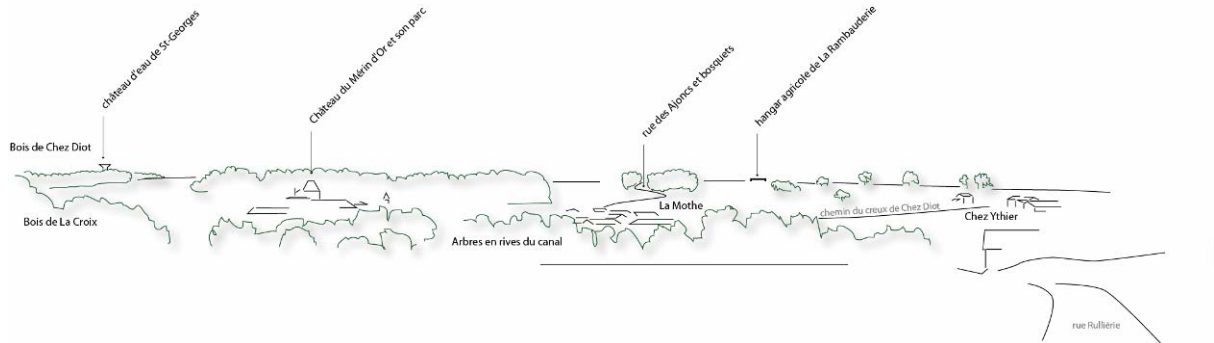 château d'eau de St-Georges
Château du Mérin d'Or et son parc
rue des Ajoncs et bosquets
hangar agricole de La Rambauderie
Bois de Chez Diot
Bois de La Croix
La Mothe
chemin du creux de Chez Diot
Chez Ythier
Arbres en rives du canal
rue Rulliérie